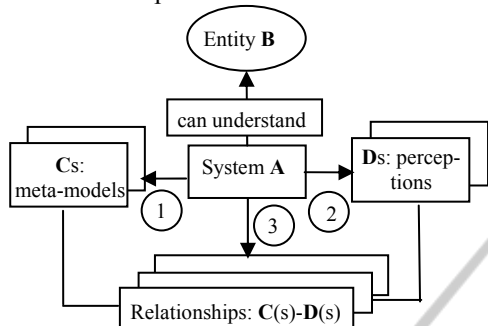 Entity B
can understand
Cs:
meta-models
System A
Ds: percep-
tions
1
2
3
Relationships: C(s)-D(s)